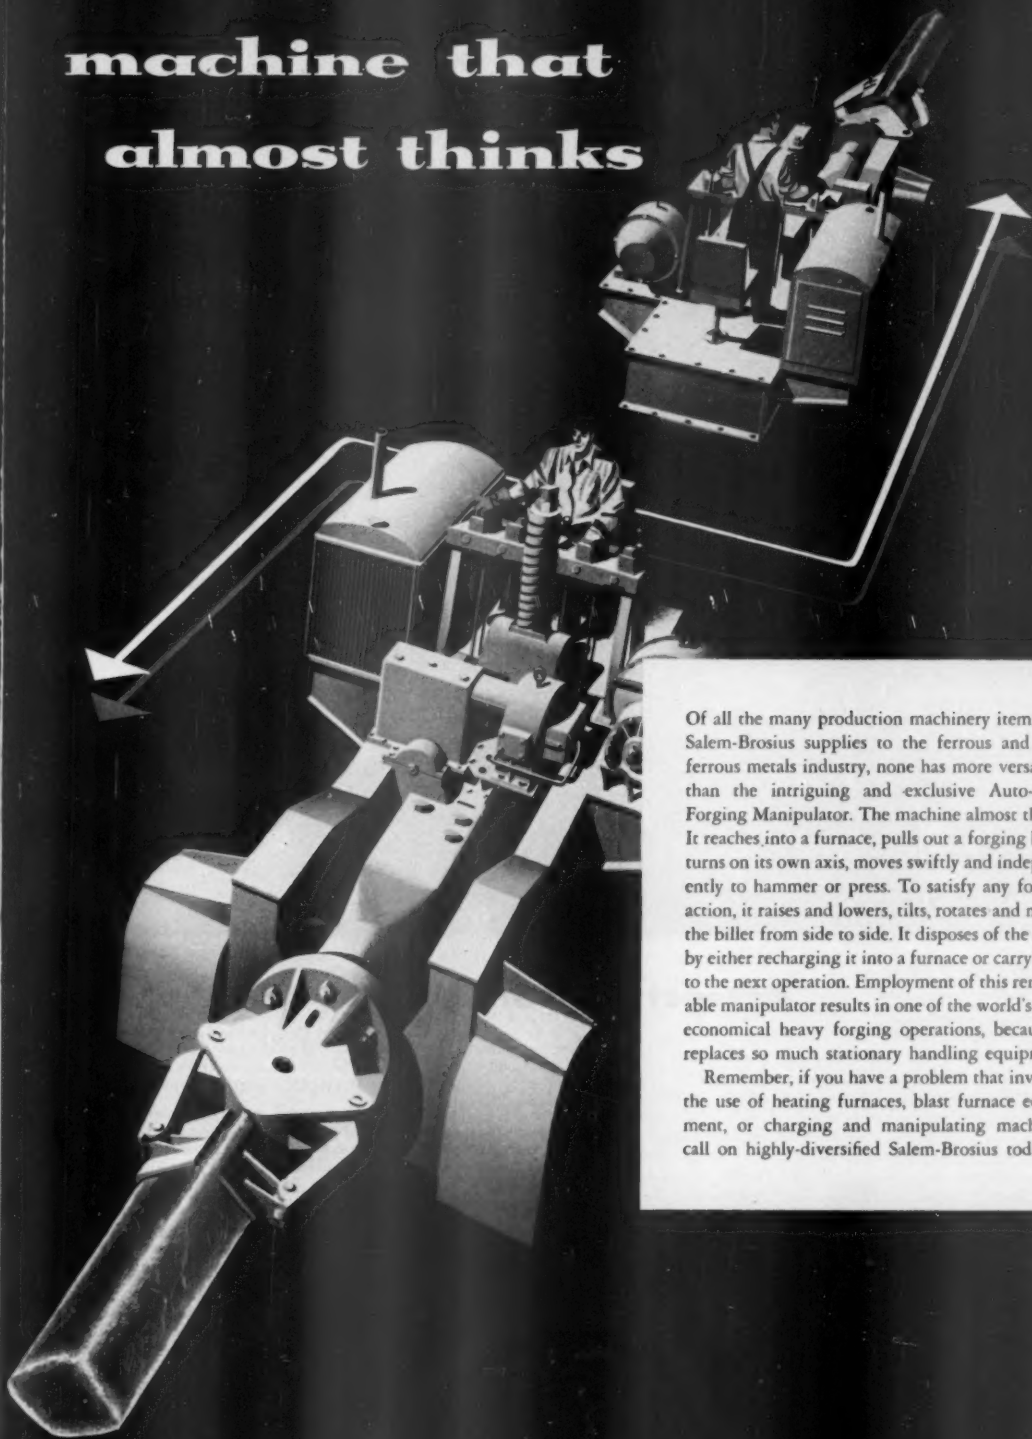 machine that
almost thinks
Of all the many production machinery item
Salem-Brosius supplies to the ferrous and
ferrous metals industry, none has more versa
than the intriguing and exclusive Auto-
Forging Manipulator. The machine almost th
It reaches into a furnace, pulls out a forging
turns on its own axis, moves swiftly and indep
ently to hammer or press. To satisfy any fo
action, it raises and lowers, tilts, rotates and m
the billet from side to side. It disposes of the
by either recharging it into a furnace or carry
to the next operation. Employment of this rem
able manipulator results in one of the world's
economical heavy forging operations, becau
replaces so much stationary handling equipm
Remember, if you have a problem that inv
the use of heating furnaces, blast furnace e
ment, or charging and manipulating mach
call on highly-diversified Salem-Brosius tod